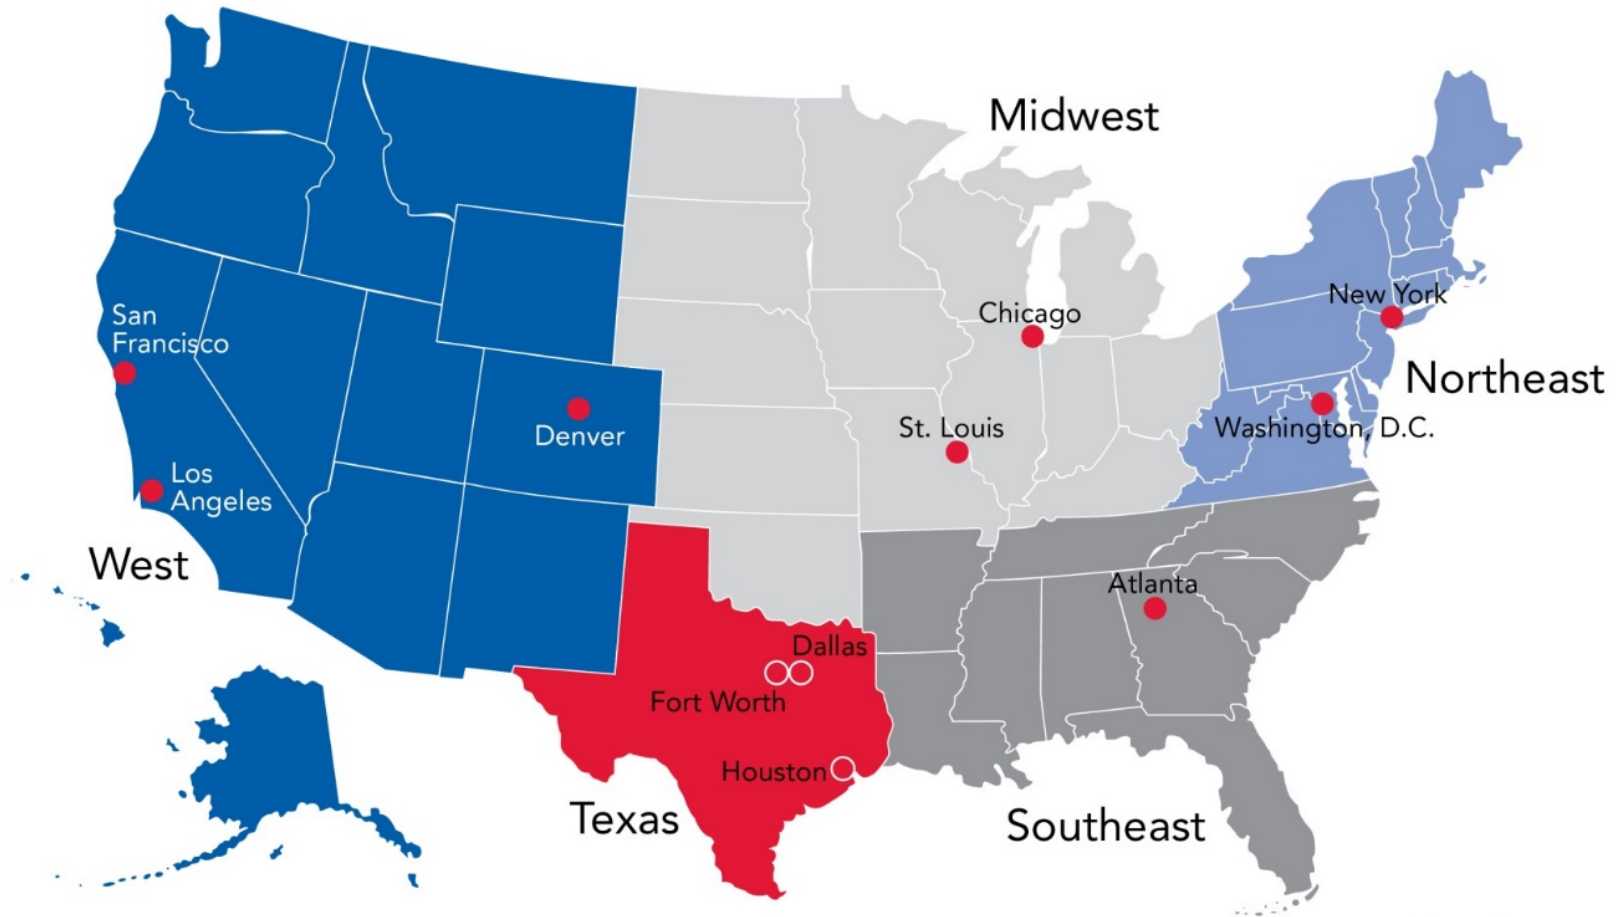 Midwest
San
Francisco
Chicago
New York
Northeast
Denver
St. Louis
Washington, D.C.
Los
Angeles
West
Atlanta
Dallas
Fort Worth
Houston
Texas
Southeast